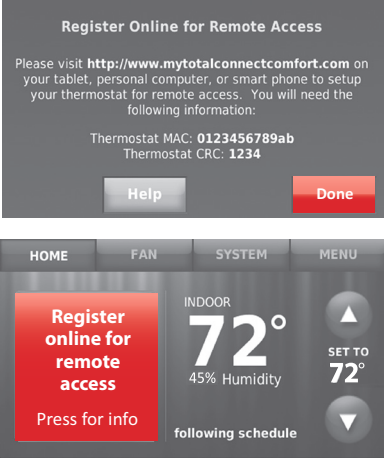 Register Online for Remote Access
Please visit http://www.mytotalconnectcomfort.com on
your tablet, personal computer, or smart phone to setup
your thermostat for remote access. You will need the
following information:
Thermostat MAC: 0123456789ab
Thermostat CRC: 1234
Help
Done
HOME
FAN
SYSTEM
MENU
Register
online for
remote
access
Press for info
INDOOR
72°
45% Humidity
following schedule
SET TO
72°